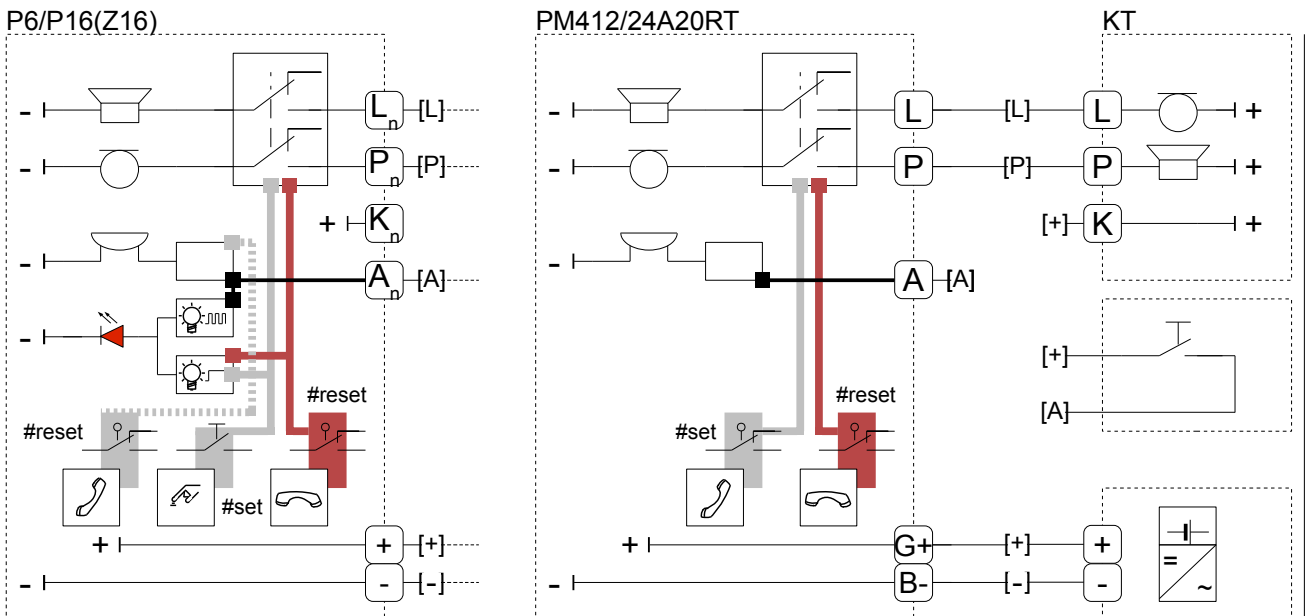 P6/P16(Z16) PM412/24A20RT KT
- Ln [L] - L [L] L +
- Pn [P] - P [P] P +
+ Kn [+] K +
- An [A] - A [A]
- [+]
[A]
#reset #reset
#reset #set
#set
+ + [+] + G+ [+] + =
- - [-] - B- [-] - ~